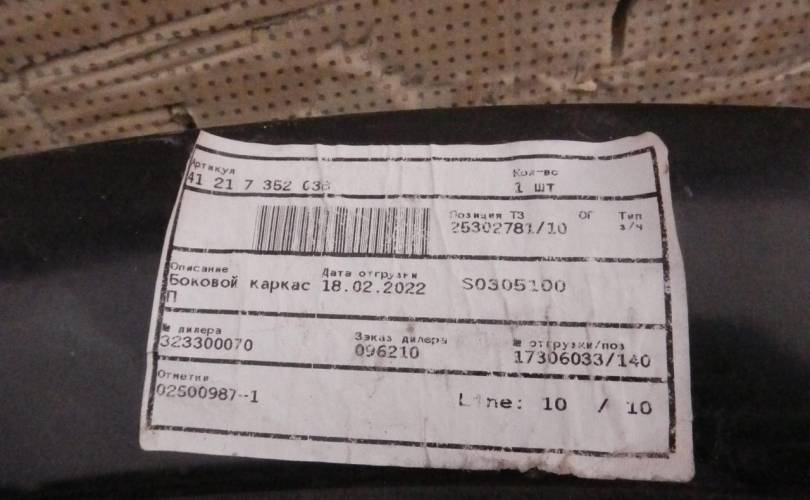 Артикул Кол-во
41 21 7 352 038 1 шт
Позиция ТЗ ОГ Тип
25302781/10 з/ч
Описание Дата отгрузки
Боковой каркас 18.02.2022 S0305100
П
№ дилера Заказ дилера № отгрузки/поз
323300070 096210 17306033/140
Отметки
02S00987-1 Line: 10 / 10